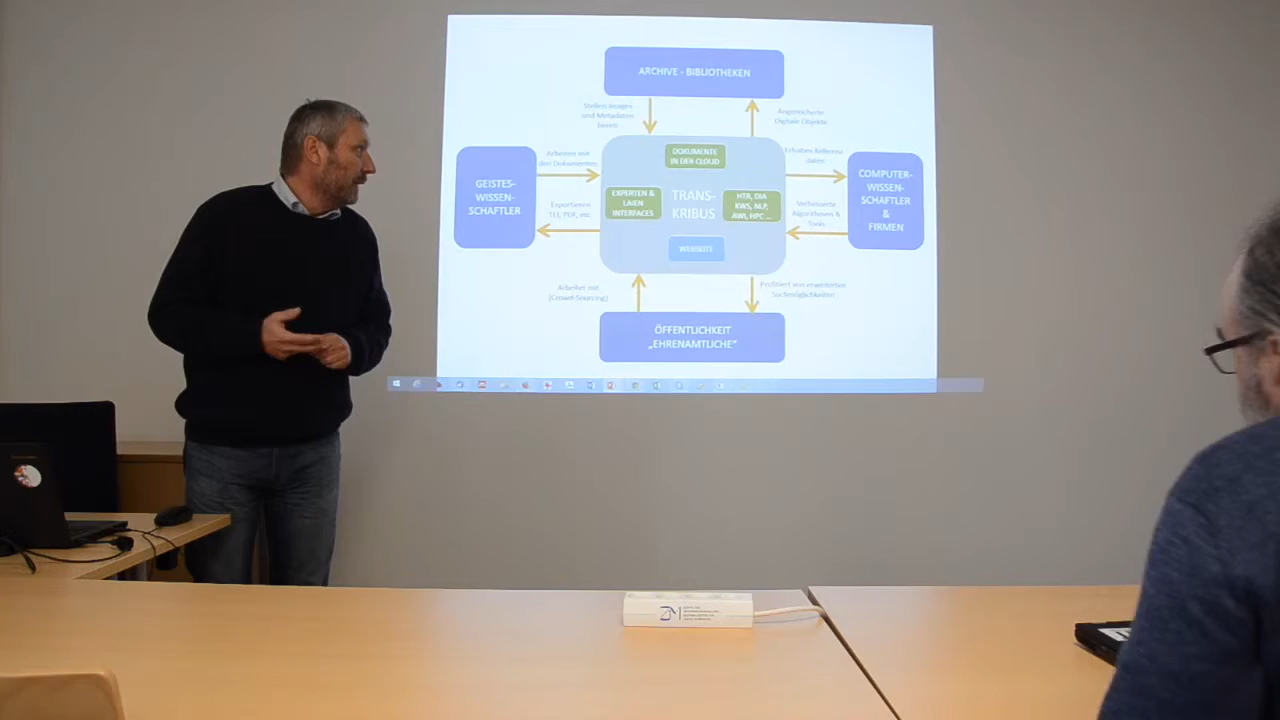 ARCHIVE - BIBLIOTHEKEN
Stellen Images
und Metadaten
bereit
Angereicherte
Digitale Objekte
GEISTES-
WISSEN-
SCHAFTLER
Arbeiten mit
den Dokumenten
Exportieren
TEI, PDF, etc.
DOKUMENTE
IN DER CLOUD
EXPERTEN &
LAIEN
INTERFACES
TRANS-
KRIBUS
HTR, DIA
KWS, NLP,
AWI, HPC ...
WEBSEITE
Erhalten Referenz
daten
Verbesserte
Algorithmen &
Tools
COMPUTER-
WISSEN-
SCHAFTLER
&
FIRMEN
Arbeitet mit
(Crowd-Sourcing)
Profitiert von erweiterten
Suchmöglichkeiten
ÖFFENTLICHKEIT
„EHRENAMTLICHE"